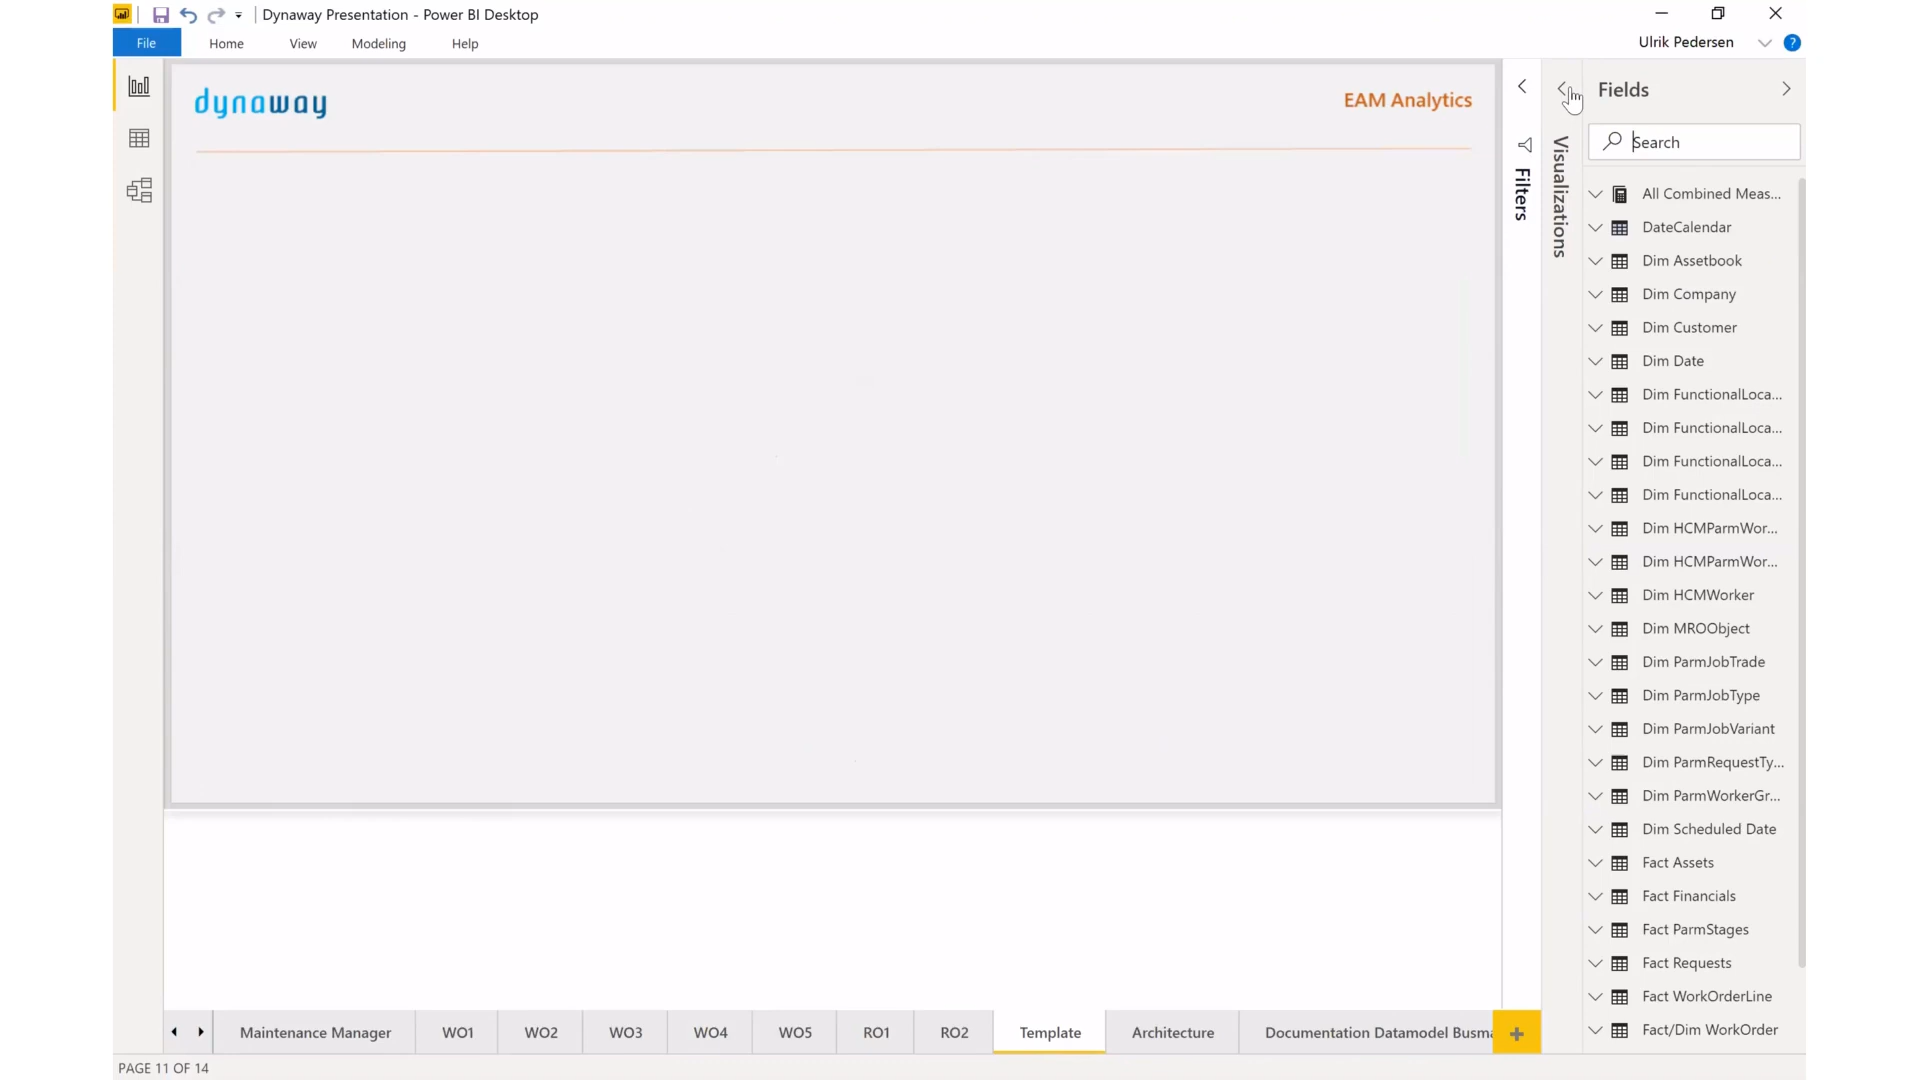 Dynaway Presentation - Power BI Desktop
File Home View Modeling Help
Ulrik Pedersen
?
dynaway
EAM Analytics
Filters
Visualizations
Fields
Search
All Combined Meas...
DateCalendar
Dim Assetbook
Dim Company
Dim Customer
Dim Date
Dim FunctionalLoca...
Dim FunctionalLoca...
Dim FunctionalLoca...
Dim FunctionalLoca...
Dim HCMParmWor...
Dim HCMParmWor...
Dim HCMWorker
Dim MROObject
Dim ParmJobTrade
Dim ParmJobType
Dim ParmJobVariant
Dim ParmRequestTy...
Dim ParmWorkerGr...
Dim Scheduled Date
Fact Assets
Fact Financials
Fact ParmStages
Fact Requests
Fact WorkOrderLine
Fact/Dim WorkOrder
Maintenance Manager WO1 WO2 WO3 WO4 WO5 RO1 RO2 Template Architecture Documentation Datamodel Busma
PAGE 11 OF 14